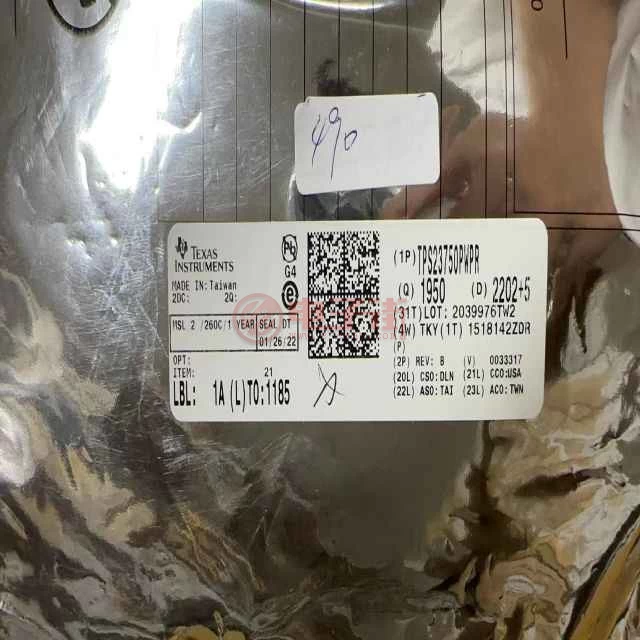 490
TEXAS
INSTRUMENTS
Pb
G4
MADE IN: Taiwan
2DC: 2Q:
MSL 2 /260C/1 YEAR SEAL DT
01/26/22
OPT:
ITEM: 21
LBL: 1A (L)TO:1185
(1P) TPS23750PWPR
(Q) 1950 (D) 2202+5
(31T) LOT: 2039976TW2
(4W) TKY(1T) 1518142ZDR
(P)
(2P) REV: B (V) 0033317
(20L) CSO:DLN (21L) CCO:USA
(22L) ASO:TAI (23L) ACO:TWN